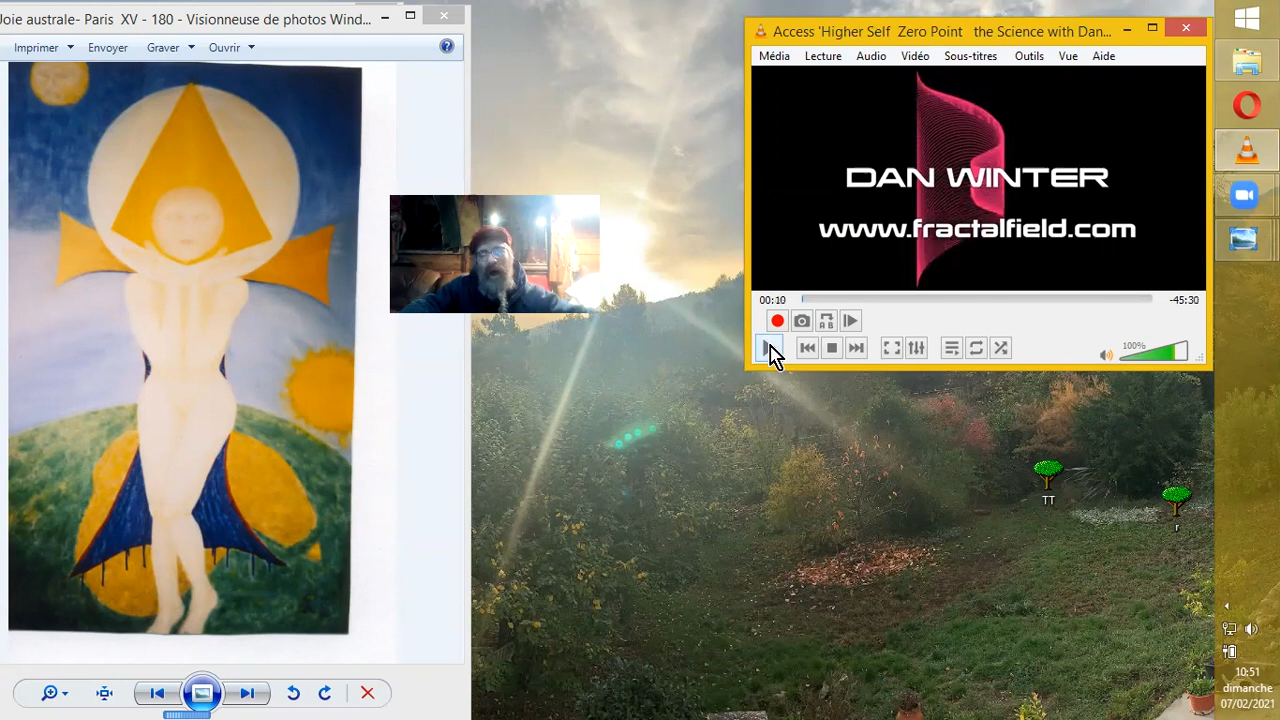 Joie australe- Paris XV - 180 - Visionneuse de photos Wind...
Imprimer Envoyer Graver Ouvrir
Access 'Higher Self Zero Point the Science with Dan...
Média Lecture Audio Vidéo Sous-titres Outils Vue Aide
DAN WINTER
www.fractalfield.com
00:10 -45:30
A B
100%
TT
r
10:51
dimanche
07/02/2021